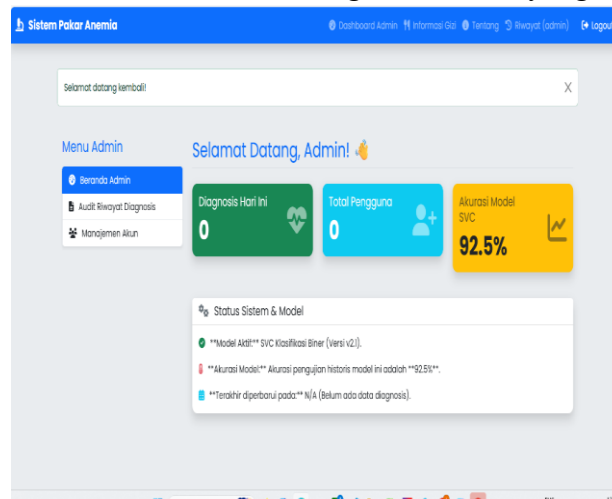 Sistem Pakar Anemia
Dashboard Admin Informasi Gizi Tentang Riwayat (admin) Logout
Selamat datang kembali!
X
Menu Admin
Beranda Admin
Audit Riwayat Diagnosis
Manajemen Akun
Selamat Datang, Admin! 👋
Diagnosis Hari Ini
0
Total Pengguna
0
Akurasi Model
SVC
92.5%
Status Sistem & Model
**Model Aktif:** SVC Klasifikasi Biner (Versi v2.1).
**Akurasi Model:** Akurasi pengujian historis model ini adalah **92.5%**.
**Terakhir diperbarui pada:** N/A (Belum ada data diagnosis).